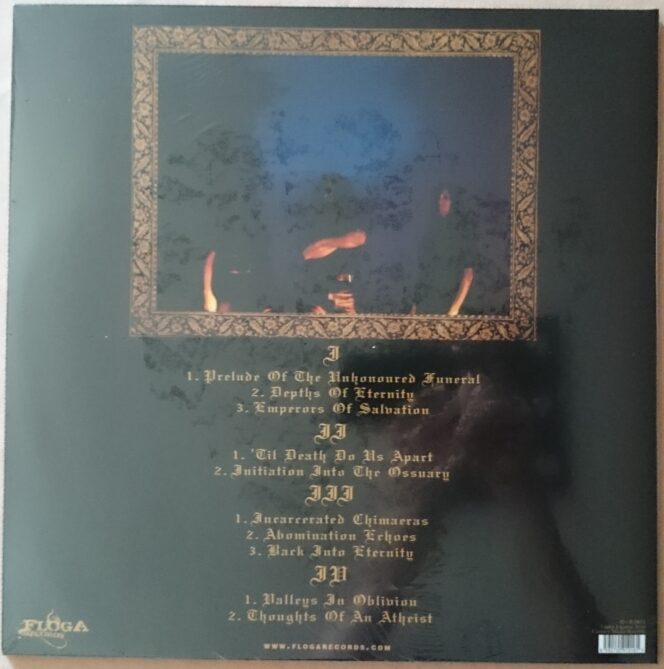 I
1. Prelude Of The Unhonoured Funeral
2. Depths Of Eternity
3. Emperors Of Salvation
II
1. 'Til Death Do Us Apart
2. Initiation Into The Ossuary
III
1. Incarcerated Chimaeras
2. Abomination Echoes
3. Back Into Eternity
IV
1. Valleys In Oblivion
2. Thoughts Of An Atheist
FLOGA
RECORDS
WWW.FLOGARECORDS.COM